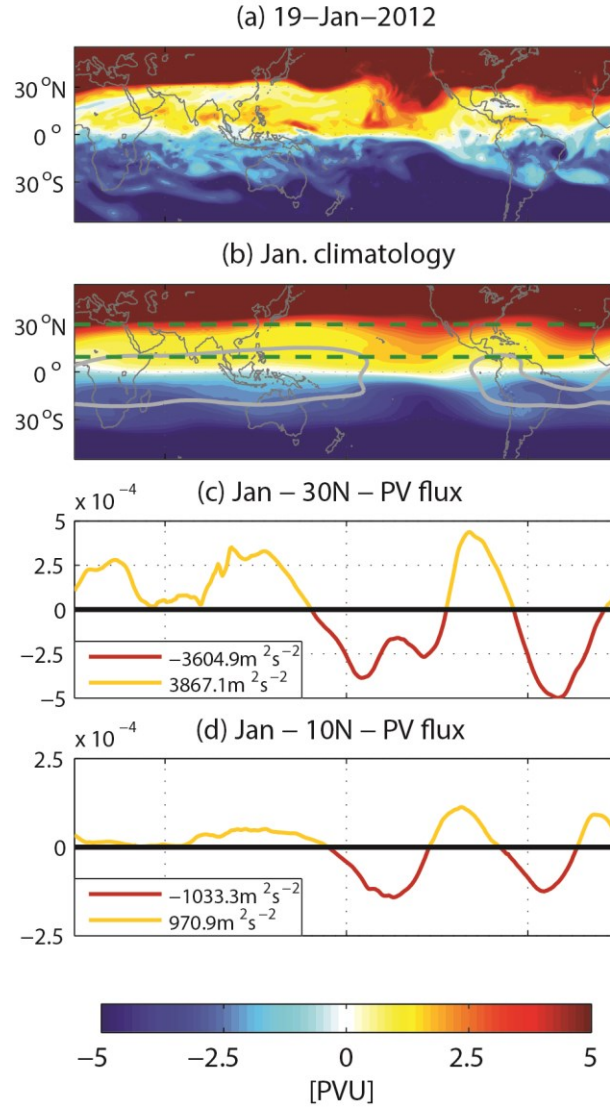 (a) 19−Jan−2012
30 °N
0 °
30 °S
(b) Jan. climatology
30 °N
0 °
30 °S
(c) Jan − 30N − PV flux
x 10⁻⁴
5
2.5
0
−2.5
−5
−3604.9m ²s⁻²
3867.1m ²s⁻²
(d) Jan − 10N − PV flux
x 10⁻⁴
2.5
0
−2.5
−1033.3m ²s⁻²
970.9m ²s⁻²
−5 −2.5 0 2.5 5
[PVU]